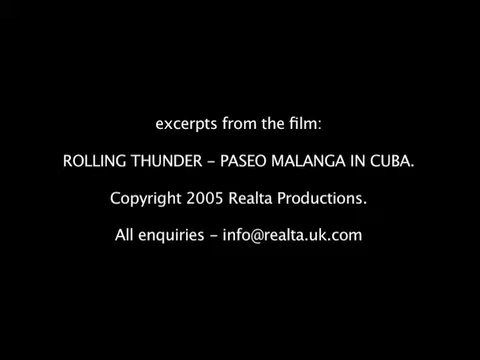 excerpts from the film:
ROLLING THUNDER - PASEO MALANGA IN CUBA.
Copyright 2005 Realta Productions.
All enquiries - info@realta.uk.com